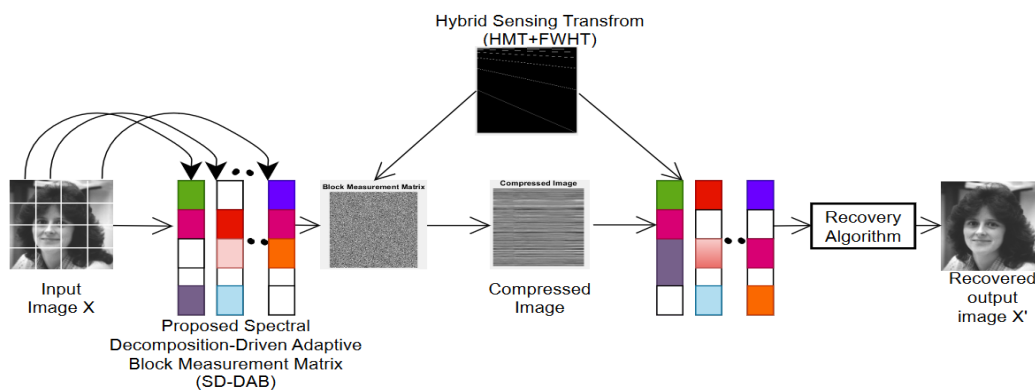 Hybrid Sensing Transfrom
(HMT+FWHT)
Block Measurement Matrix
Compressed Image
Recovery
Algorithm
Input
Image X
Proposed Spectral
Decomposition-Driven Adaptive
Block Measurement Matrix
(SD-DAB)
Compressed
Image
Recovered
output
image X'